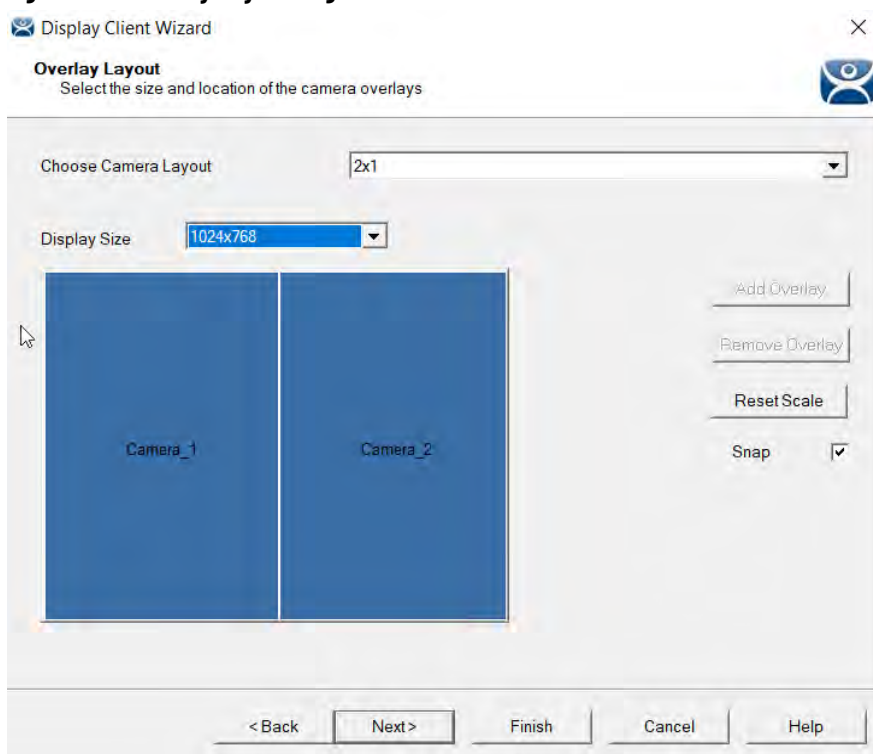 Display Client Wizard
Overlay Layout
Select the size and location of the camera overlays
Choose Camera Layout
2x1
Display Size
1024x768
Add Overlay
Remove Overlay
Reset Scale
Camera_1
Camera_2
Snap
< Back
Next >
Finish
Cancel
Help